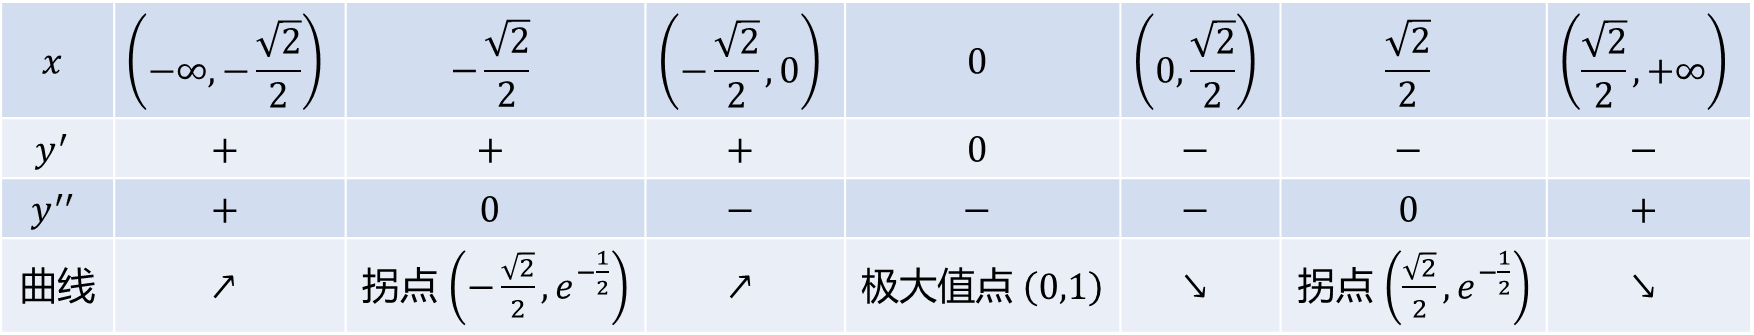 x (−∞, −√2/2) −√2/2 (−√2/2, 0) 0 (0, √2/2) √2/2 (√2/2, +∞)
y′ + + + 0 − − −
y′′ + 0 − − − 0 +
曲线 ↗ 拐点 (−√2/2, e^{−1/2}) ↗ 极大值点 (0,1) ↘ 拐点 (√2/2, e^{−1/2}) ↘